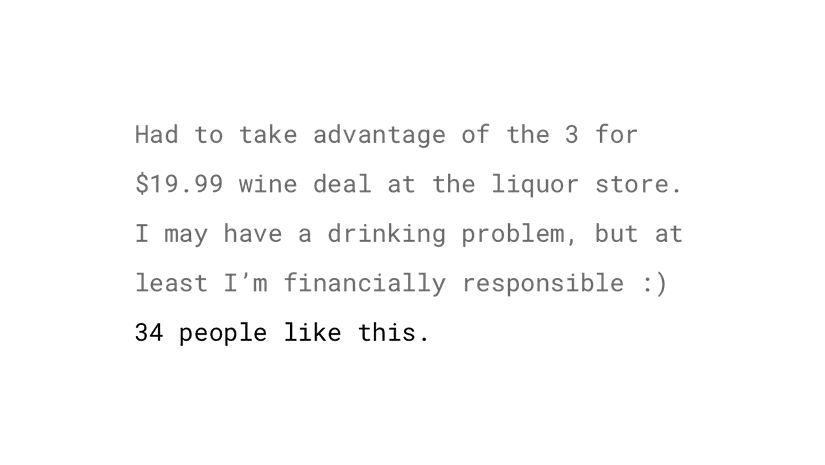 Had to take advantage of the 3 for
$19.99 wine deal at the liquor store.
I may have a drinking problem, but at
least I’m financially responsible :)
34 people like this.